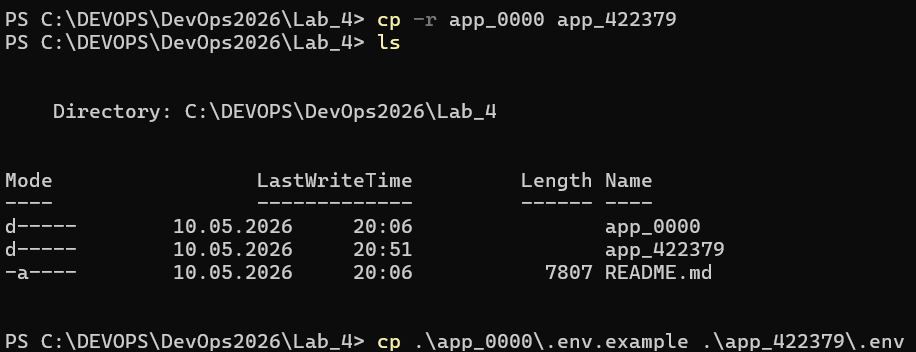 PS C:\DEVOPS\DevOps2026\Lab_4> cp -r app_0000 app_422379
PS C:\DEVOPS\DevOps2026\Lab_4> ls
Directory: C:\DEVOPS\DevOps2026\Lab_4
Mode LastWriteTime Length Name
---- ------------- ------ ----
d----- 10.05.2026 20:06 app_0000
d----- 10.05.2026 20:51 app_422379
-a---- 10.05.2026 20:06 7807 README.md
PS C:\DEVOPS\DevOps2026\Lab_4> cp .\app_0000\.env.example .\app_422379\.env